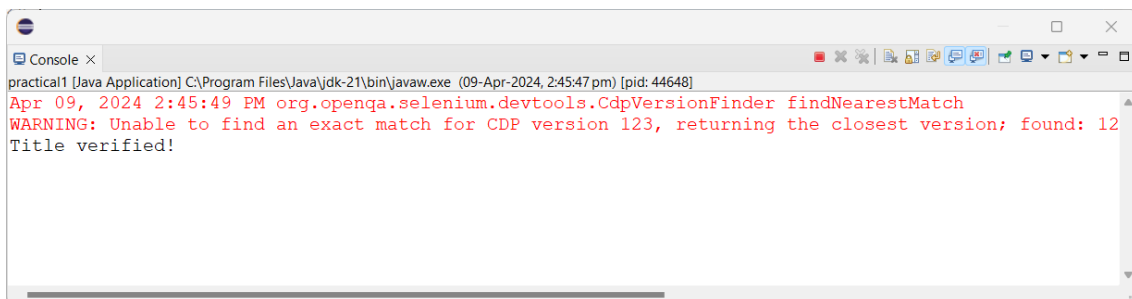 Console
practical1 [Java Application] C:\Program Files\Java\jdk-21\bin\javaw.exe (09-Apr-2024, 2:45:47 pm) [pid: 44648]
Apr 09, 2024 2:45:49 PM org.openqa.selenium.devtools.CdpVersionFinder findNearestMatch
WARNING: Unable to find an exact match for CDP version 123, returning the closest version; found: 12
Title verified!